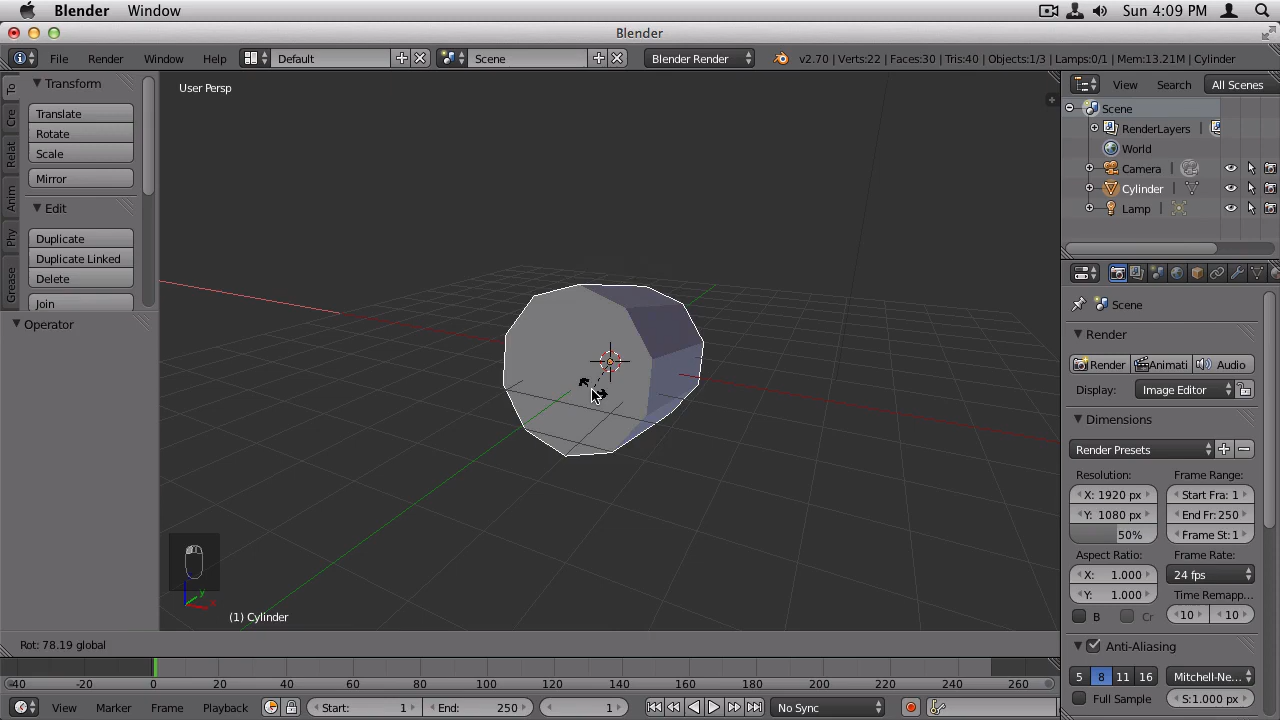 Blender Window Sun 4:09 PM
Blender
File Render Window Help Default Scene Blender Render v2.70 | Verts:22 | Faces:30 | Tris:40 | Objects:1/3 | Lamps:0/1 | Mem:13.21M | Cylinder
Transform
Translate
Rotate
Scale
Mirror
Edit
Duplicate
Duplicate Linked
Delete
Join
Operator
To
Cre
Relat
Anim
Phy
Grease
User Persp
z
y
x
(1) Cylinder
Rot: 78.19 global
View Search All Scenes
Scene
RenderLayers
World
Camera
Cylinder
Lamp
Scene
Render
Render Animati Audio
Display: Image Editor
Dimensions
Render Presets
Resolution: Frame Range:
X: 1920 px Start Fra: 1
Y: 1080 px End Fr: 250
50% Frame St: 1
Aspect Ratio: Frame Rate:
X: 1.000 24 fps
Y: 1.000 Time Remapp...
B Cr 10 10
Anti-Aliasing
5 8 11 16 Mitchell-Ne...
Full Sample S: 1.000 px
-40 -20 0 20 40 60 80 100 120 140 160 180 200 220 240 260
View Marker Frame Playback Start: 1 End: 250 1 No Sync